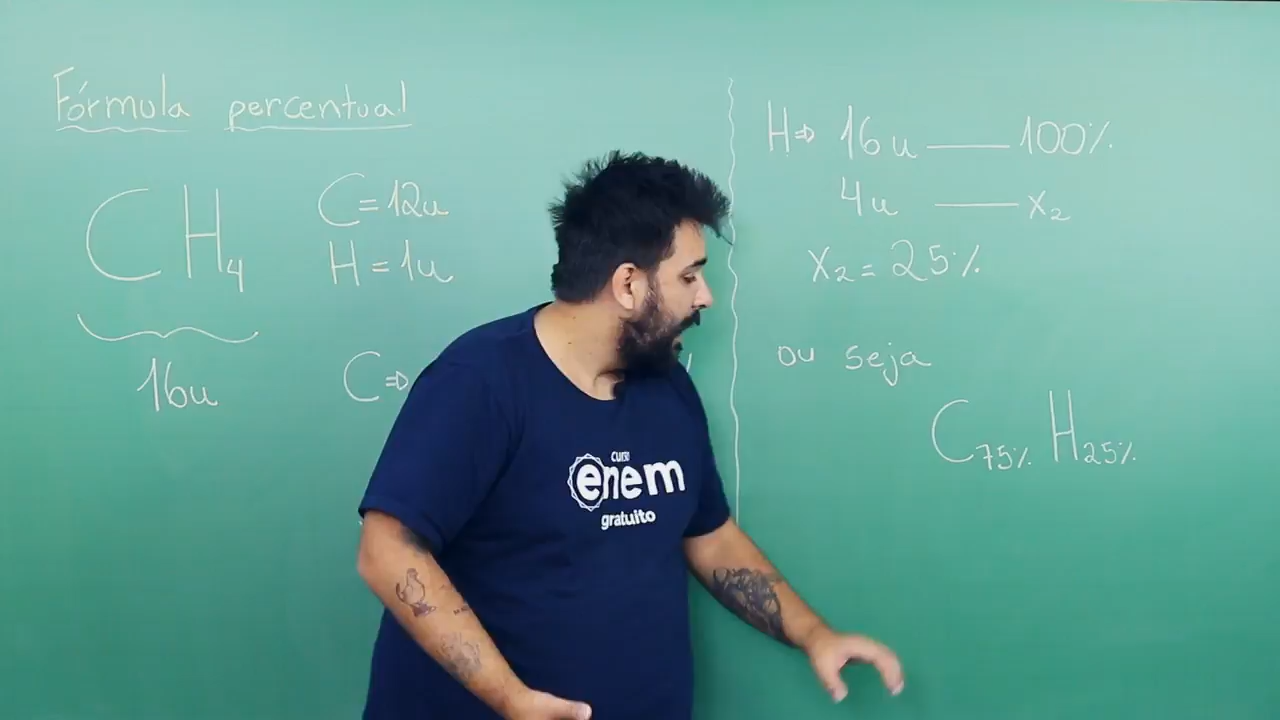 Fórmula percentual
CH₄
16u
C = 12u
H = 1u
C ⇒
H ⇒ 16u —— 100%
4u —— x₂
x₂ = 25%
ou seja
C₇₅% H₂₅%
curso
enem
gratuito